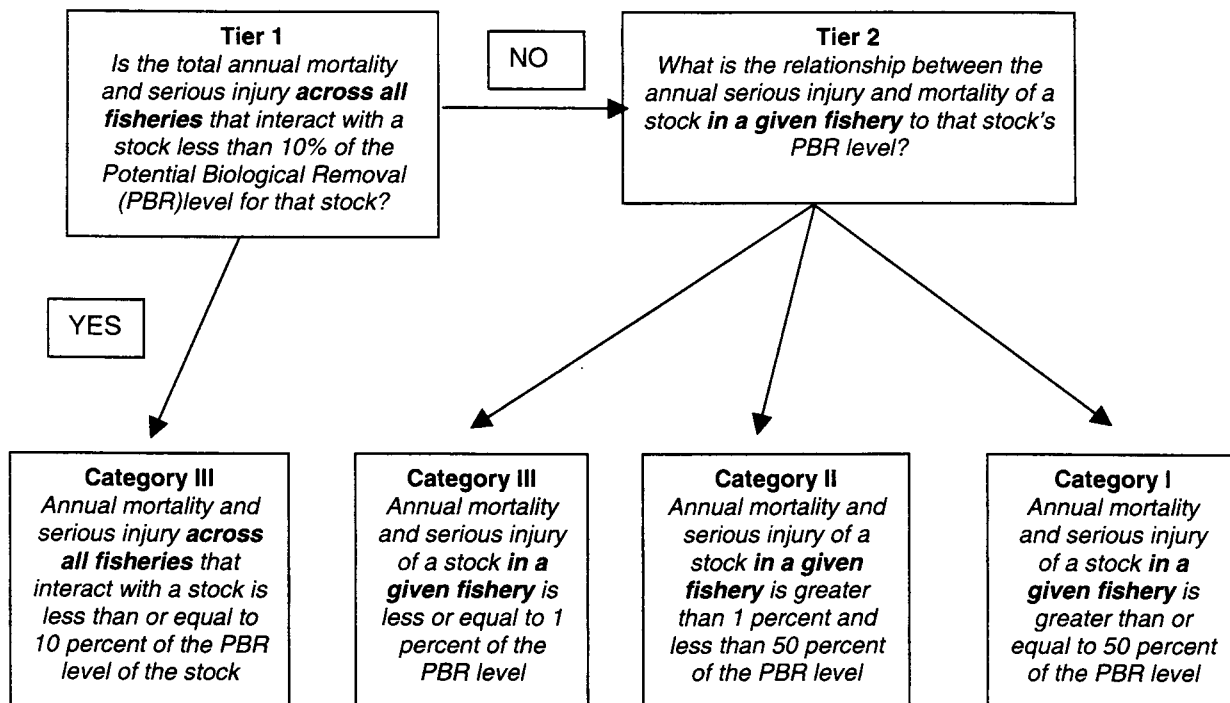 Tier 1
Is the total annual mortality
and serious injury across all
fisheries that interact with a
stock less than 10% of the
Potential Biological Removal
(PBR)level for that stock?
NO
Tier 2
What is the relationship between the
annual serious injury and mortality of a
stock in a given fishery to that stock's
PBR level?
YES
Category III
Annual mortality and
serious injury across
all fisheries that
interact with a stock is
less than or equal to
10 percent of the PBR
level of the stock
Category III
Annual mortality
and serious injury
of a stock in a
given fishery is
less or equal to 1
percent of the
PBR level
Category II
Annual mortality and
serious injury of a
stock in a given
fishery is greater
than 1 percent and
less than 50 percent
of the PBR level
Category I
Annual mortality
and serious injury
of a stock in a
given fishery is
greater than or
equal to 50 percent
of the PBR level